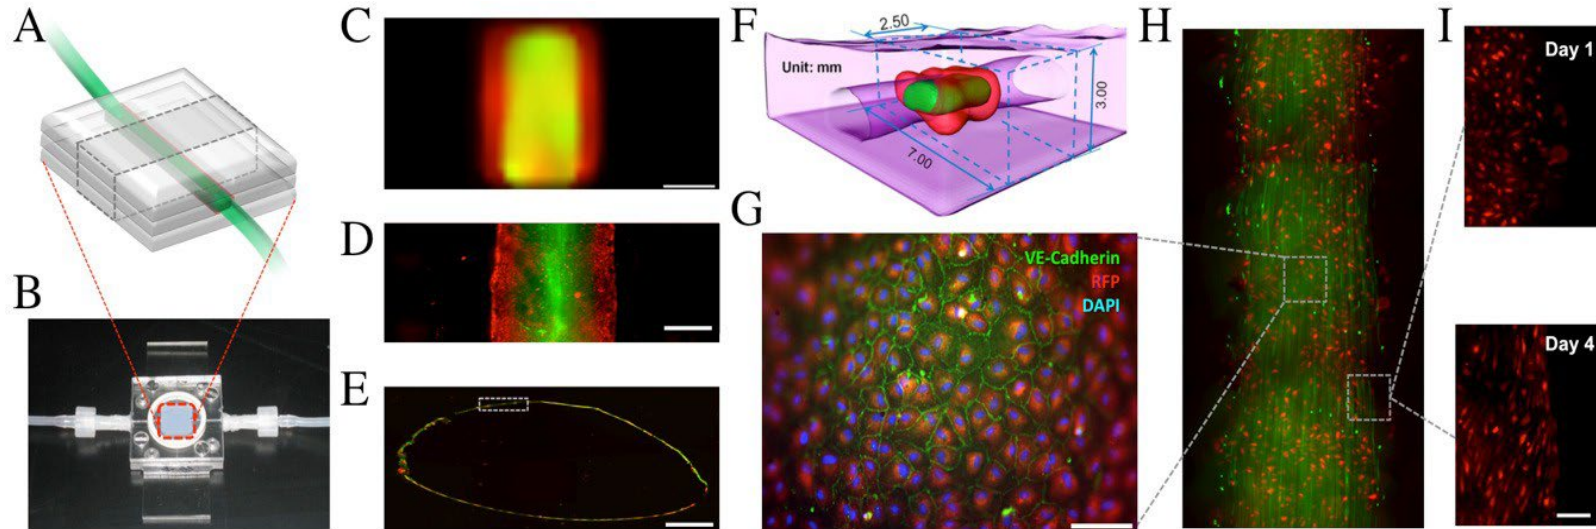 A
B
C
D
E
F
2.50
Unit: mm
3.00
7.00
G
VE-Cadherin
RFP
DAPI
H
I
Day 1
Day 4